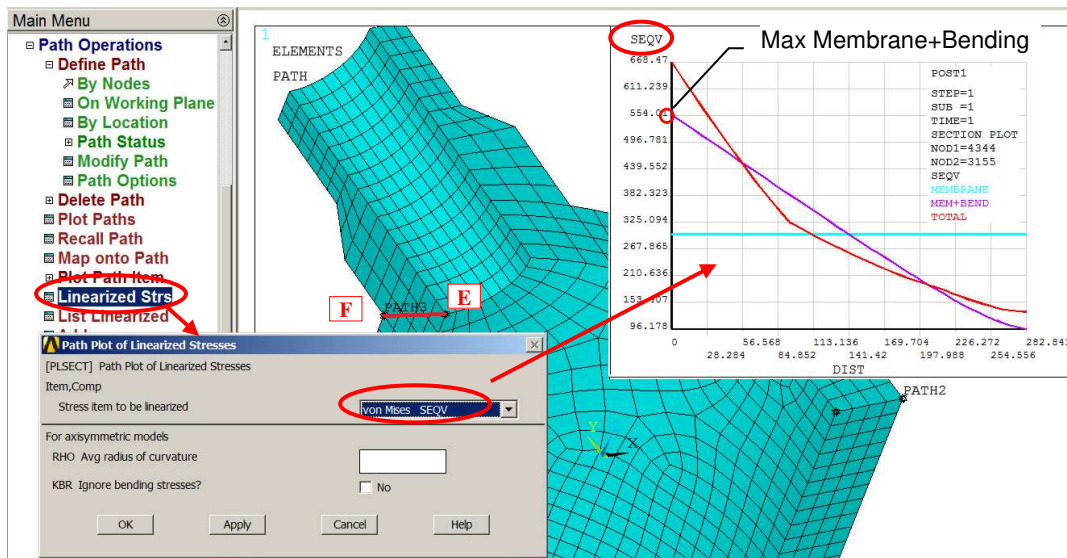 Main Menu
Path Operations
Define Path
By Nodes
On Working Plane
By Location
Path Status
Modify Path
Path Options
Delete Path
Plot Paths
Recall Path
Map onto Path
Plot Path Item
Linearized Strs
List Linearized
1
ELEMENTS
PATH
F
PATH3
E
PATH2
Y
X
SEQV
Max Membrane+Bending
668.47
611.239
554.01
496.781
439.552
382.323
325.094
267.865
210.636
153.407
96.178
POST1
STEP=1
SUB =1
TIME=1
SECTION PLOT
NOD1=4344
NOD2=3155
SEQV
MEMBRANE
MEM+BEND
TOTAL
0 56.568 113.136 169.704 226.272 282.843
28.284 84.852 141.42 197.988 254.556
DIST
Path Plot of Linearized Stresses
[PLSECT] Path Plot of Linearized Stresses
Item,Comp
Stress item to be linearized
von Mises SEQV
For axisymmetric models
RHO Avg radius of curvature
KBR Ignore bending stresses?
No
OK Apply Cancel Help